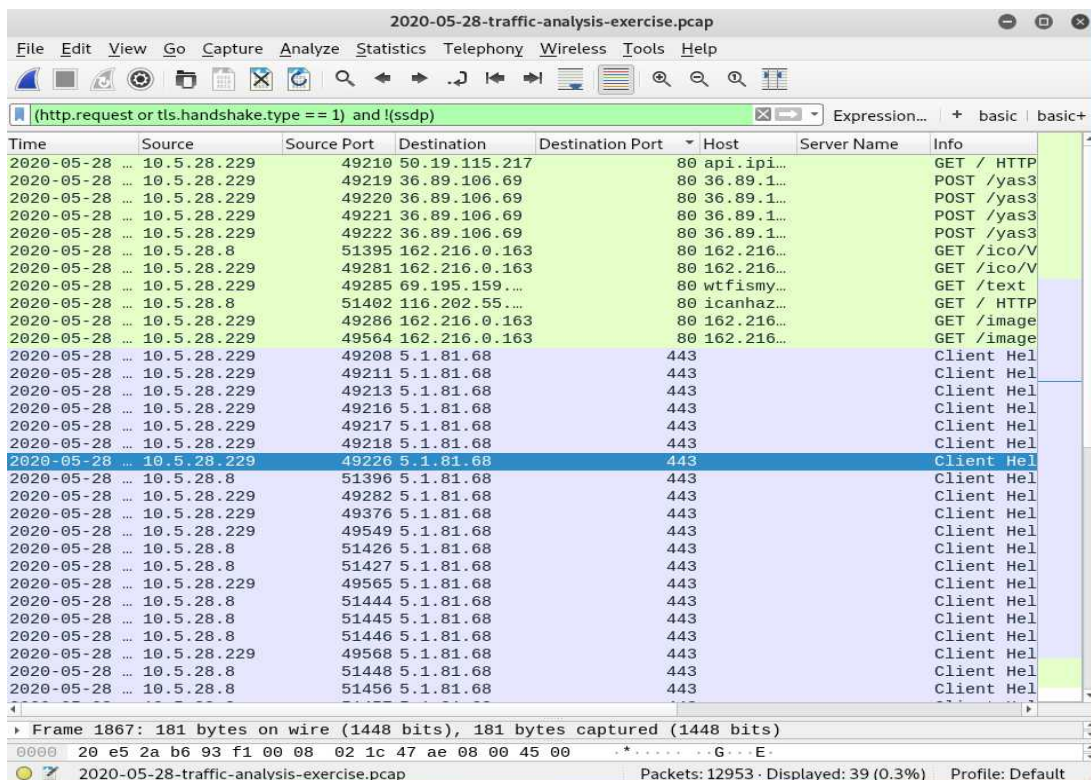 2020-05-28-traffic-analysis-exercise.pcap
File Edit View Go Capture Analyze Statistics Telephony Wireless Tools Help
(http.request or tls.handshake.type == 1) and !(ssdp) Expression... + basic basic+
Time Source Source Port Destination Destination Port Host Server Name Info
2020-05-28 … 10.5.28.229 49210 50.19.115.217 80 api.ipi… GET / HTTP
2020-05-28 … 10.5.28.229 49219 36.89.106.69 80 36.89.1… POST /yas3
2020-05-28 … 10.5.28.229 49220 36.89.106.69 80 36.89.1… POST /yas3
2020-05-28 … 10.5.28.229 49221 36.89.106.69 80 36.89.1… POST /yas3
2020-05-28 … 10.5.28.229 49222 36.89.106.69 80 36.89.1… POST /yas3
2020-05-28 … 10.5.28.8 51395 162.216.0.163 80 162.216… GET /ico/V
2020-05-28 … 10.5.28.229 49281 162.216.0.163 80 162.216… GET /ico/V
2020-05-28 … 10.5.28.229 49285 69.195.159.… 80 wtfismy… GET /text
2020-05-28 … 10.5.28.8 51402 116.202.55.… 80 icanhaz… GET / HTTP
2020-05-28 … 10.5.28.229 49286 162.216.0.163 80 162.216… GET /image
2020-05-28 … 10.5.28.229 49564 162.216.0.163 80 162.216… GET /image
2020-05-28 … 10.5.28.229 49208 5.1.81.68 443 Client Hel
2020-05-28 … 10.5.28.229 49211 5.1.81.68 443 Client Hel
2020-05-28 … 10.5.28.229 49213 5.1.81.68 443 Client Hel
2020-05-28 … 10.5.28.229 49216 5.1.81.68 443 Client Hel
2020-05-28 … 10.5.28.229 49217 5.1.81.68 443 Client Hel
2020-05-28 … 10.5.28.229 49218 5.1.81.68 443 Client Hel
2020-05-28 … 10.5.28.229 49226 5.1.81.68 443 Client Hel
2020-05-28 … 10.5.28.8 51396 5.1.81.68 443 Client Hel
2020-05-28 … 10.5.28.229 49282 5.1.81.68 443 Client Hel
2020-05-28 … 10.5.28.229 49376 5.1.81.68 443 Client Hel
2020-05-28 … 10.5.28.229 49549 5.1.81.68 443 Client Hel
2020-05-28 … 10.5.28.8 51426 5.1.81.68 443 Client Hel
2020-05-28 … 10.5.28.8 51427 5.1.81.68 443 Client Hel
2020-05-28 … 10.5.28.229 49565 5.1.81.68 443 Client Hel
2020-05-28 … 10.5.28.8 51444 5.1.81.68 443 Client Hel
2020-05-28 … 10.5.28.8 51445 5.1.81.68 443 Client Hel
2020-05-28 … 10.5.28.8 51446 5.1.81.68 443 Client Hel
2020-05-28 … 10.5.28.229 49568 5.1.81.68 443 Client Hel
2020-05-28 … 10.5.28.8 51448 5.1.81.68 443 Client Hel
2020-05-28 … 10.5.28.8 51456 5.1.81.68 443 Client Hel
Frame 1867: 181 bytes on wire (1448 bits), 181 bytes captured (1448 bits)
0000 20 e5 2a b6 93 f1 00 08 02 1c 47 ae 08 00 45 00 ·*····· ··G···E·
2020-05-28-traffic-analysis-exercise.pcap Packets: 12953 · Displayed: 39 (0.3%) Profile: Default